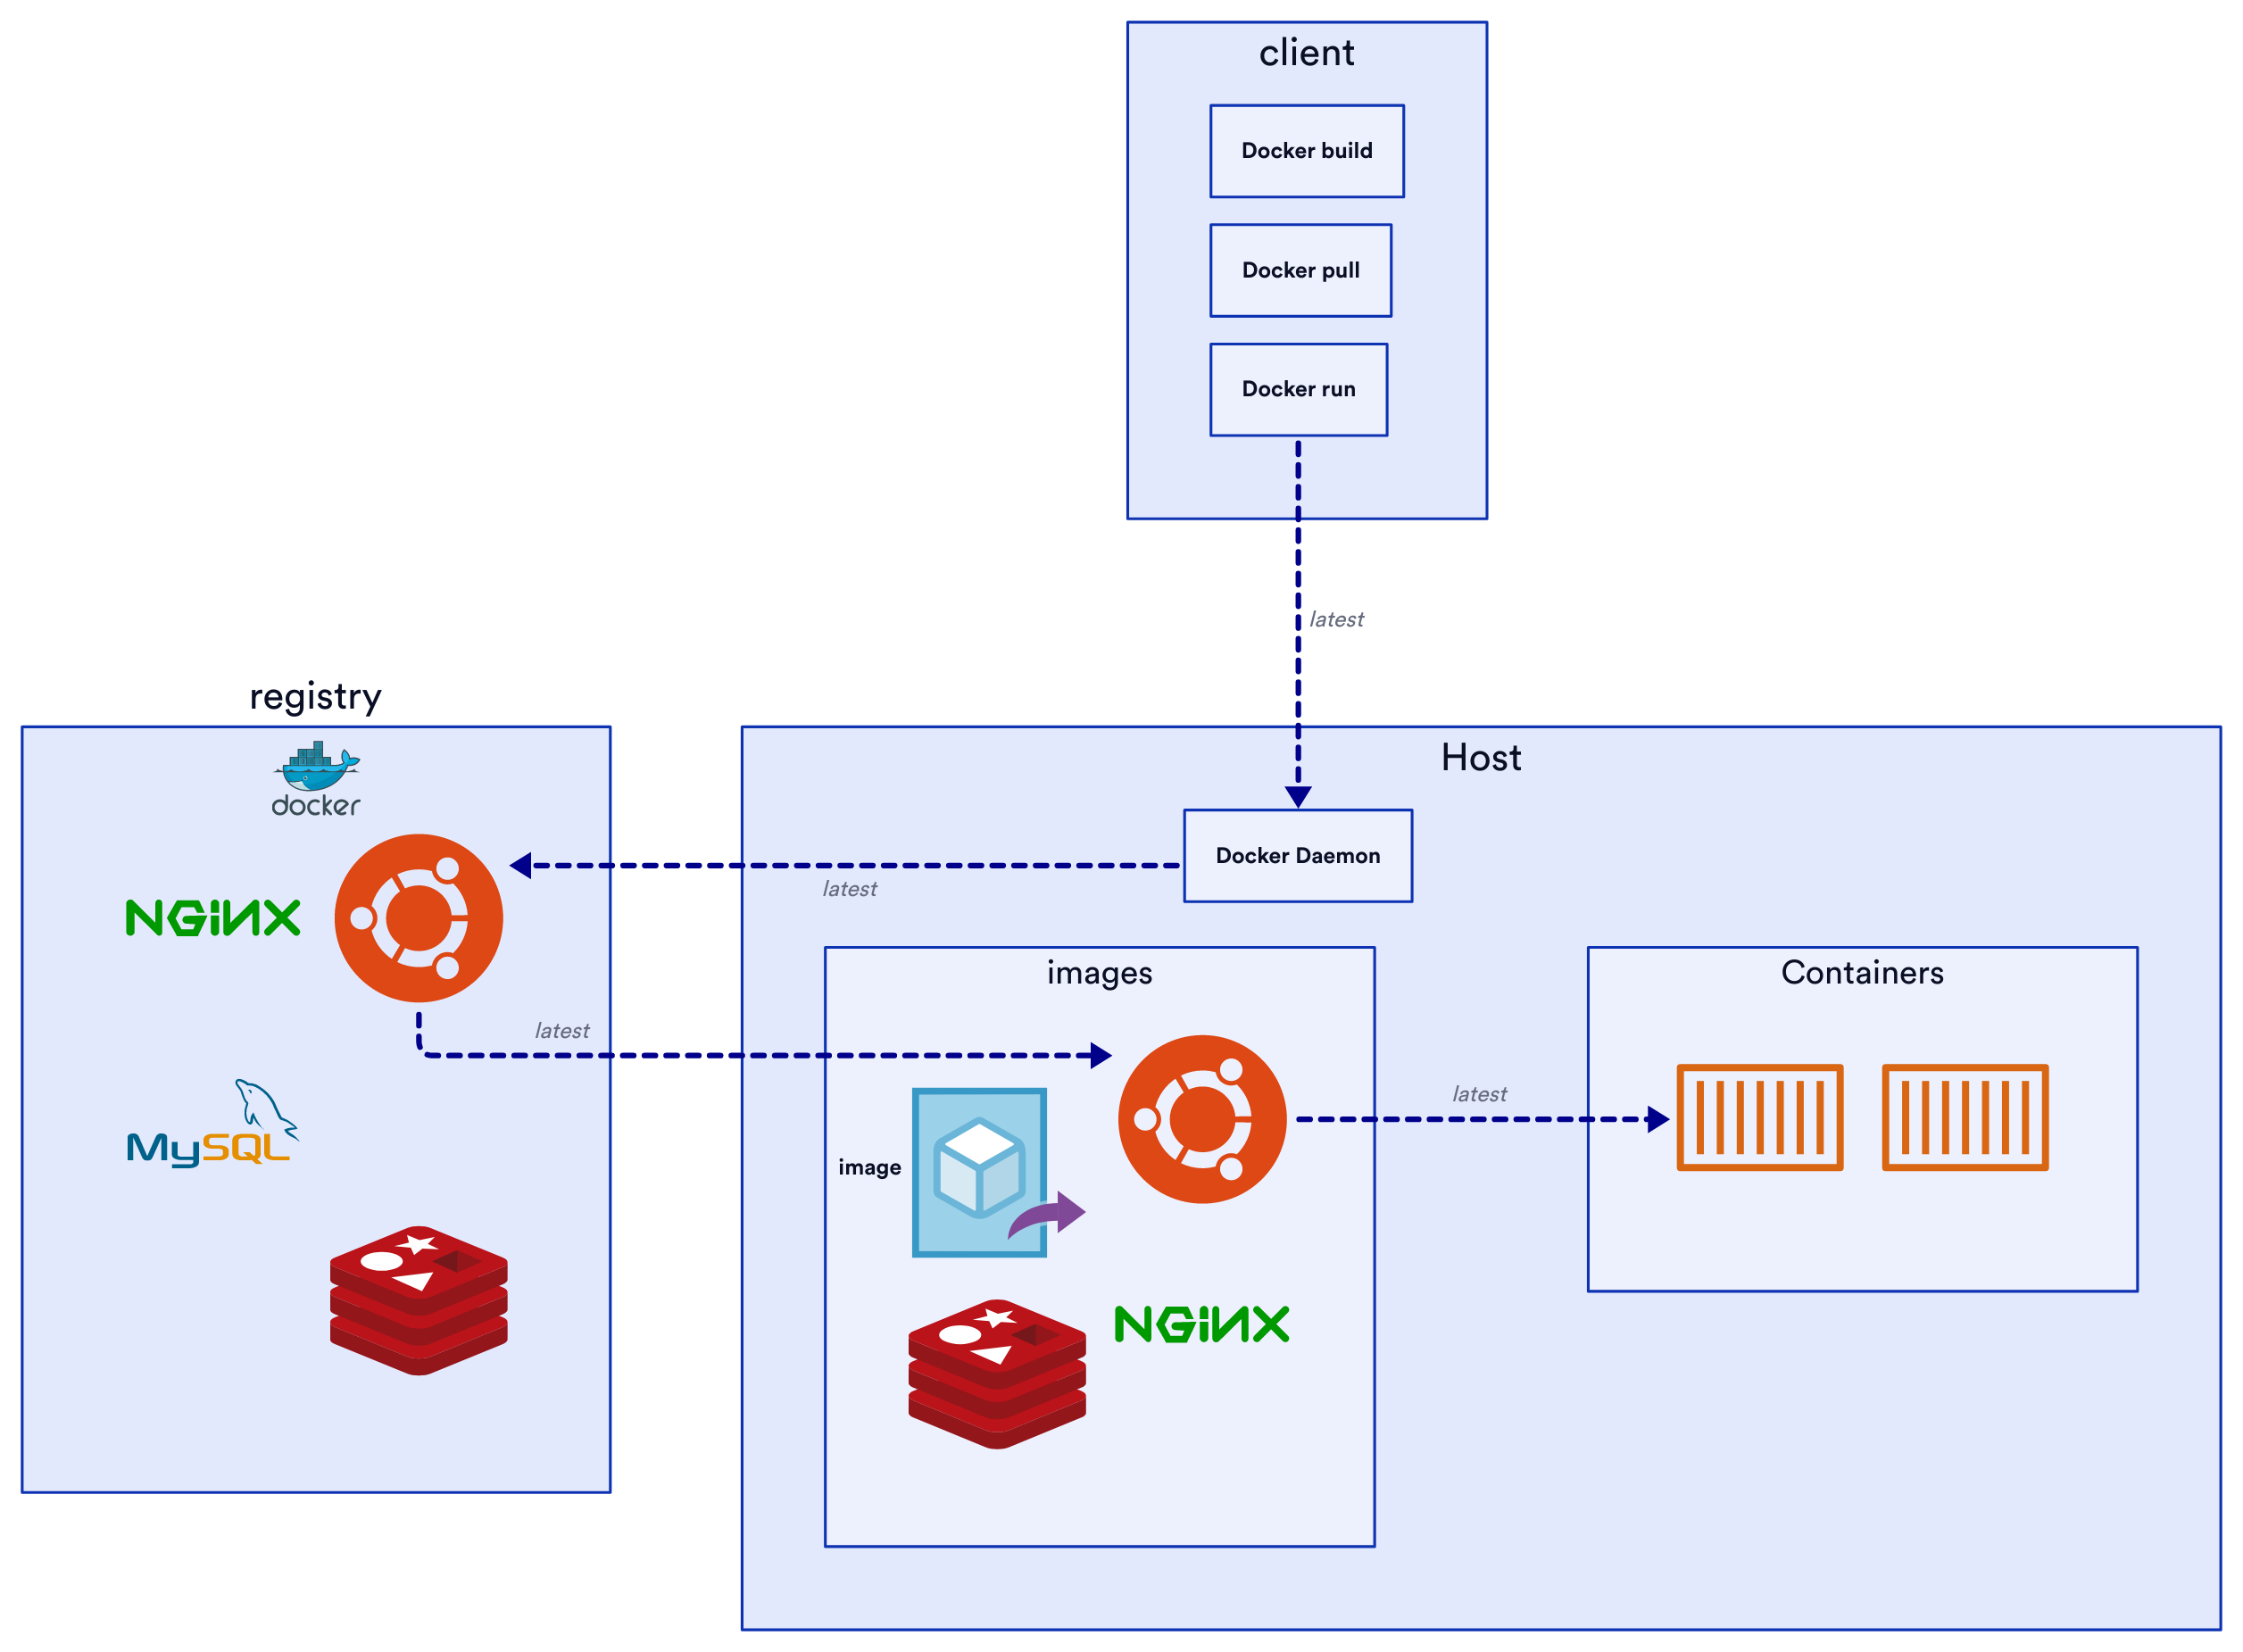 client
Docker build
Docker pull
Docker run
latest
registry
docker
Host
Docker Daemon
latest
NGiNX
latest
images
Containers
latest
MySQL
image
NGiNX